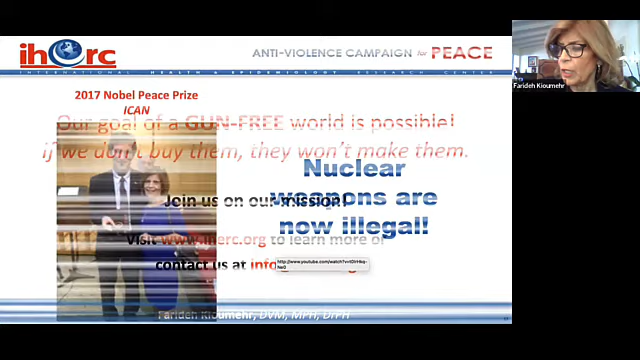 iherc
ANTI-VIOLENCE CAMPAIGN for PEACE
INTERNATIONAL HEALTH & EPIDEMIOLOGY RESEARCH CENTER
Farideh Kioumehr
2017 Nobel Peace Prize
ICAN
Our goal of a GUN-FREE world is possible!
if we don't buy them, they won't make them.
Nuclear
weapons are
now illegal!
Join us on our mission!
Visit www.iherc.org to learn more or
contact us at
Farideh Kioumehr, DVM, MPH, DrPH